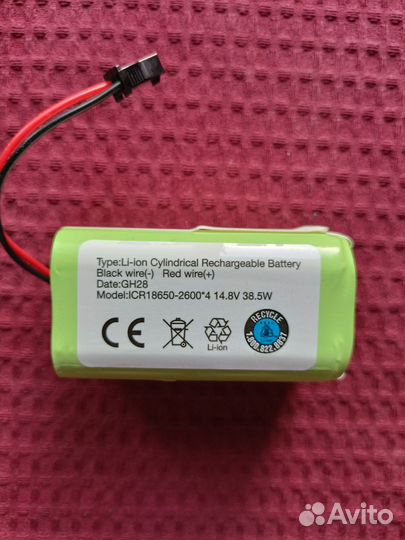 Type:Li-ion Cylindrical Rechargeable Battery
Black wire(-) Red wire(+)
Date:GH28
Model:ICR18650-2600*4 14.8V 38.5W
CE
Li-ion
RECYCLE
1.800.822.8837
Avito